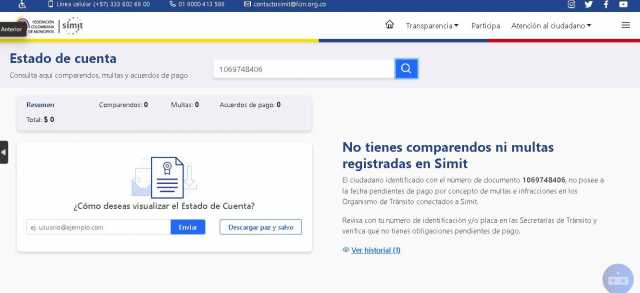 Línea celular (+57) 333 602 69 00
01 8000 413 588
contactosimit@fcm.org.co
Anterior
FEDERACIÓN
COLOMBIANA
DE MUNICIPIOS
simit
Transparencia
Participa
Atención al ciudadano
Estado de cuenta
Consulta aquí comparendos, multas y acuerdos de pago
1069748406
Resumen
Comparendos: 0
Multas: 0
Acuerdos de pago: 0
Total: $ 0
¿Cómo deseas visualizar el Estado de Cuenta?
ej. usuario@ejemplo.com
Enviar
Descargar paz y salvo
No tienes comparendos ni multas
registradas en Simit
El ciudadano identificado con el número de documento 1069748406, no posee a
la fecha pendientes de pago por concepto de multas e infracciones en los
Organismo de Tránsito conectados a Simit.
Revisa con tu número de identificación y/o placa en las Secretarías de Tránsito y
verifica que no tienes obligaciones pendientes de pago.
Ver historial (1)